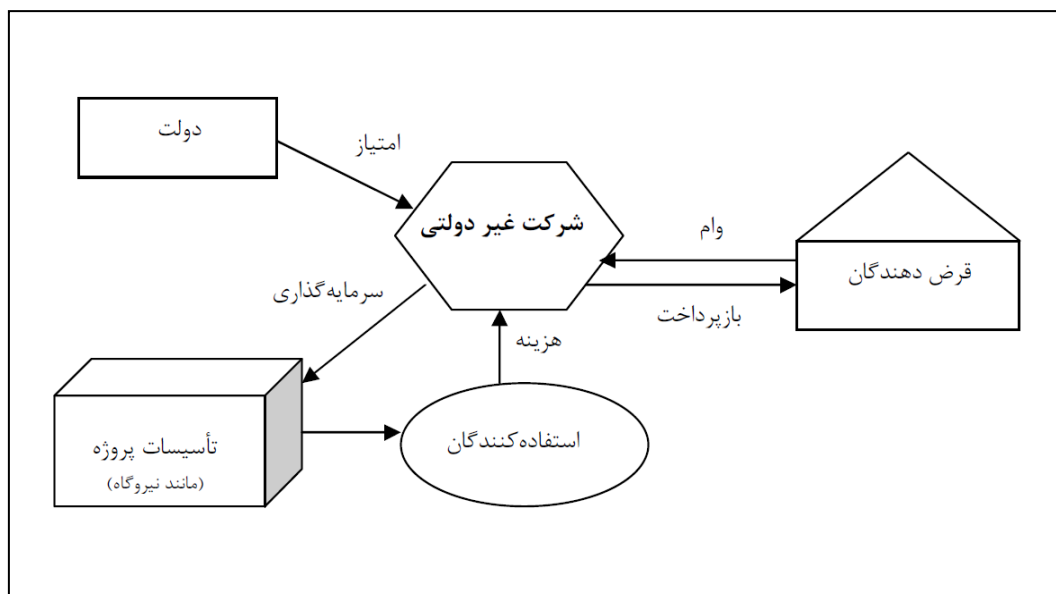 دولت
امتیاز
شرکت غیر دولتی
وام
قرض دهندگان
بازپرداخت
سرمایه‌گذاری
هزینه
استفاده‌کنندگان
تأسیسات پروژه
(مانند نیروگاه)